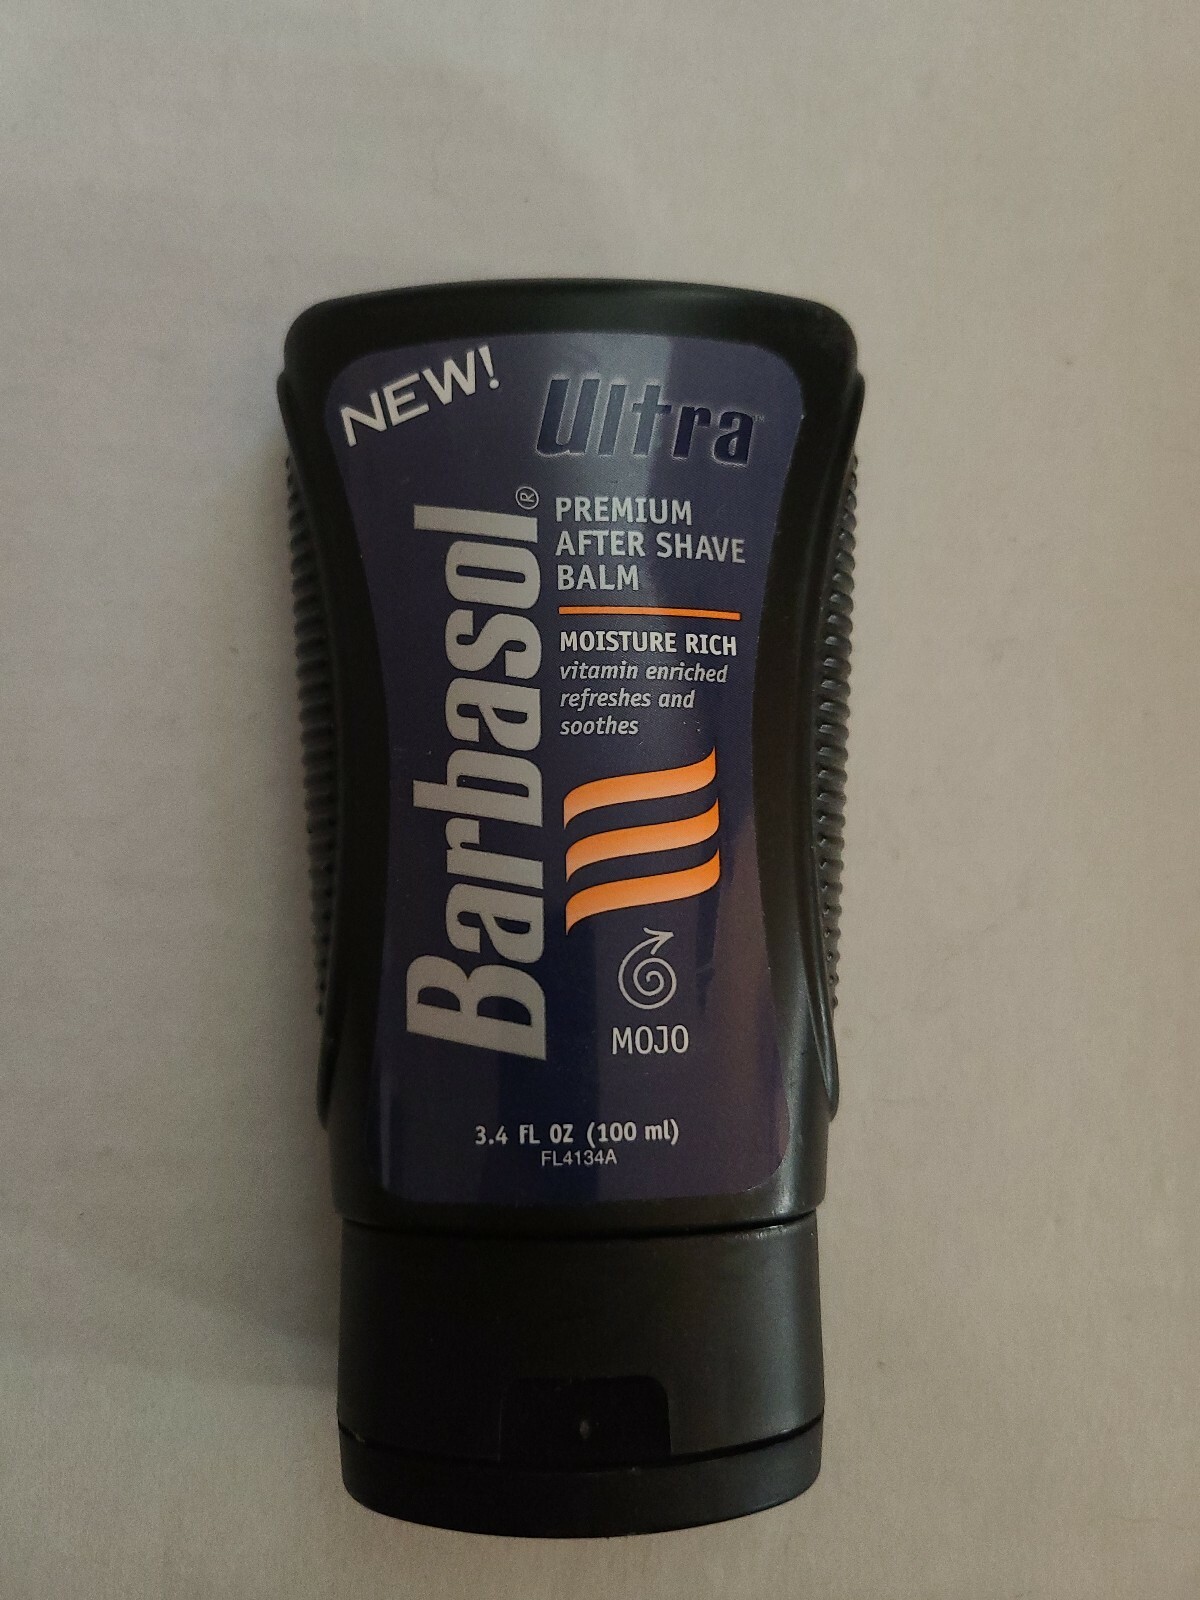 NEW!
Ultra™
Barbasol®
PREMIUM
AFTER SHAVE
BALM
MOISTURE RICH
vitamin enriched
refreshes and
soothes
MOJO
3.4 FL OZ (100 ml)
FL4134A